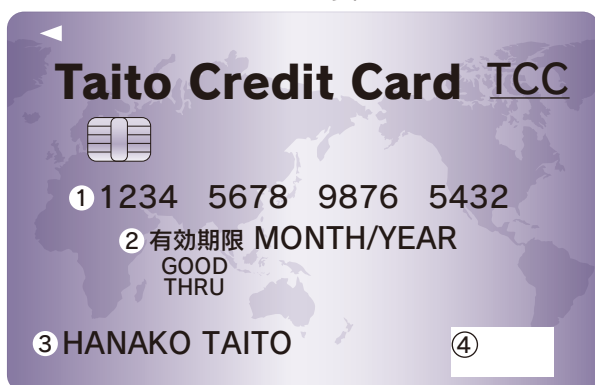 Taito Credit Card TCC
①1234 5678 9876 5432
②有効期限 MONTH/YEAR
GOOD
THRU
③HANAKO TAITO ④